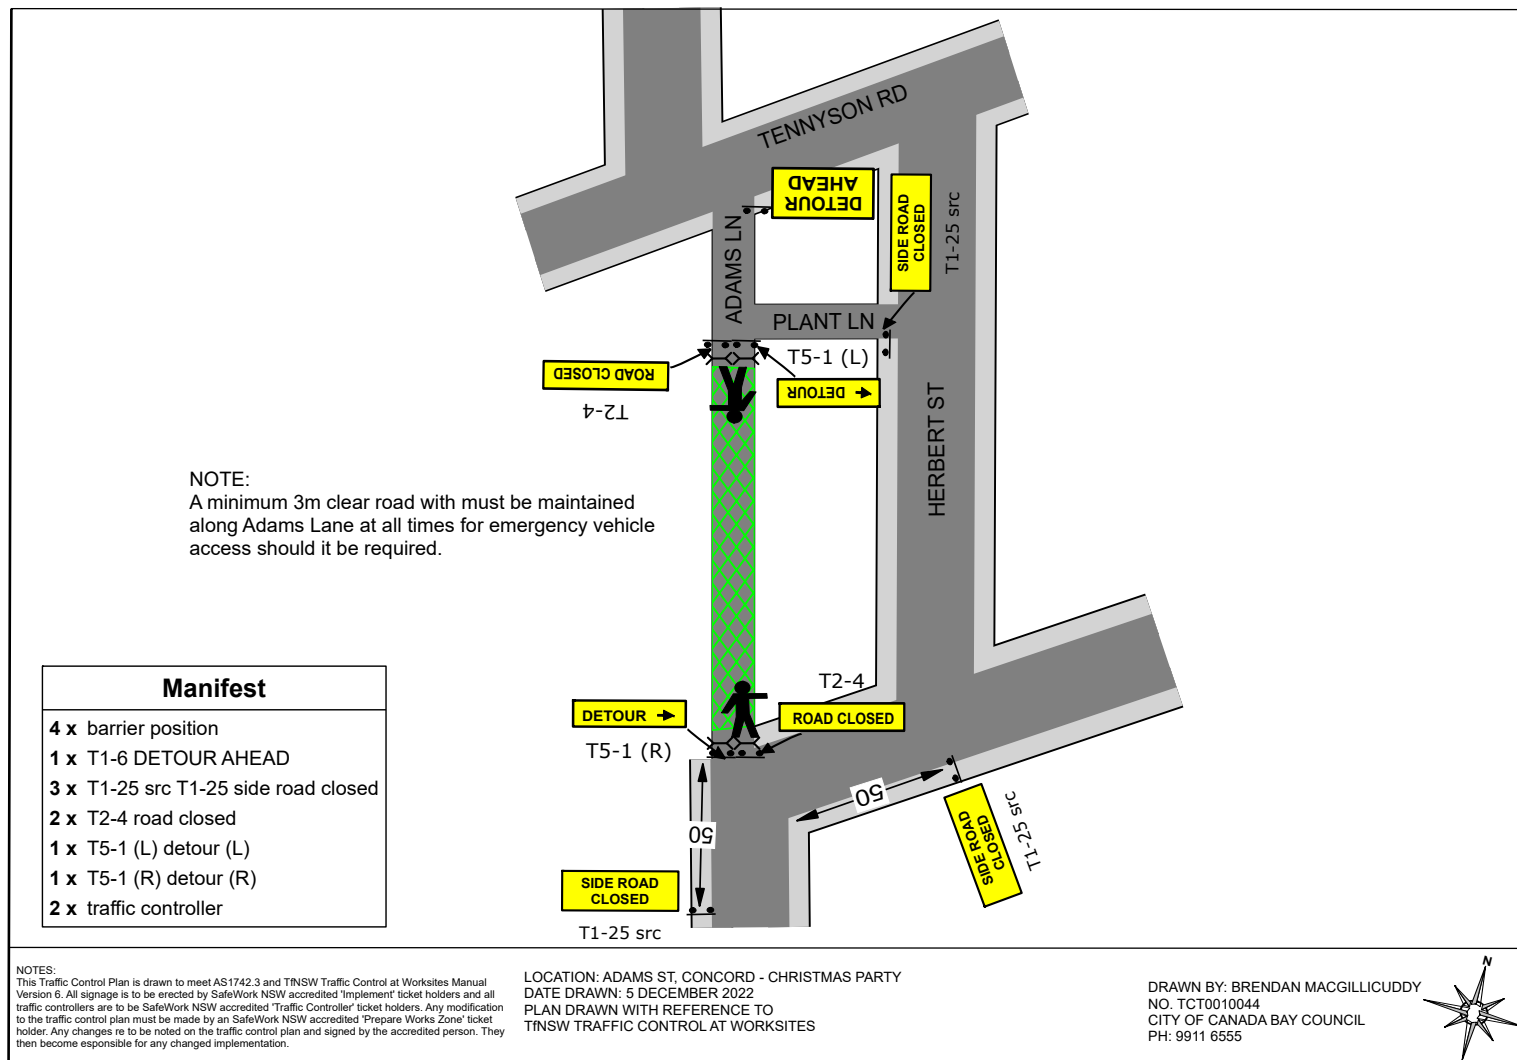 TENNYSON RD
DETOUR
AHEAD
SIDE ROAD
CLOSED
T1-25 src
ADAMS LN
PLANT LN
T5-1 (L)
ROAD CLOSED
T2-4
DETOUR
HERBERT ST
NOTE:
A minimum 3m clear road with must be maintained
along Adams Lane at all times for emergency vehicle
access should it be required.
T2-4
DETOUR
ROAD CLOSED
T5-1 (R)
50
50
SIDE ROAD
CLOSED
T1-25 src
SIDE ROAD
CLOSED
T1-25 src
Manifest
4 x barrier position
1 x T1-6 DETOUR AHEAD
3 x T1-25 src T1-25 side road closed
2 x T2-4 road closed
1 x T5-1 (L) detour (L)
1 x T5-1 (R) detour (R)
2 x traffic controller
NOTES:
This Traffic Control Plan is drawn to meet AS1742.3 and TfNSW Traffic Control at Worksites Manual
Version 6. All signage is to be erected by SafeWork NSW accredited 'Implement' ticket holders and all
traffic controllers are to be SafeWork NSW accredited 'Traffic Controller' ticket holders. Any modification
to the traffic control plan must be made by an SafeWork NSW accredited 'Prepare Works Zone' ticket
holder. Any changes re to be noted on the traffic control plan and signed by the accredited person. They
then become esponsible for any changed implementation.
LOCATION: ADAMS ST, CONCORD - CHRISTMAS PARTY
DATE DRAWN: 5 DECEMBER 2022
PLAN DRAWN WITH REFERENCE TO
TfNSW TRAFFIC CONTROL AT WORKSITES
DRAWN BY: BRENDAN MACGILLICUDDY
NO. TCT0010044
CITY OF CANADA BAY COUNCIL
PH: 9911 6555
N